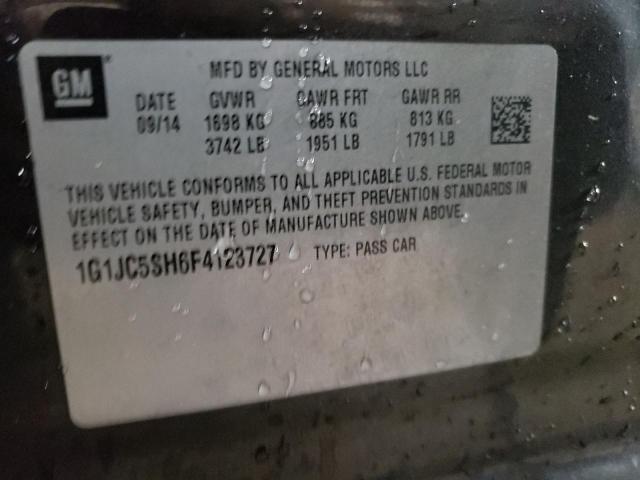 GM
MFD BY GENERAL MOTORS LLC
DATE GVWR GAWR FRT GAWR RR
09/14 1698 KG 885 KG 813 KG
3742 LB 1951 LB 1791 LB
THIS VEHICLE CONFORMS TO ALL APPLICABLE U.S. FEDERAL MOTOR
VEHICLE SAFETY, BUMPER, AND THEFT PREVENTION STANDARDS IN
EFFECT ON THE DATE OF MANUFACTURE SHOWN ABOVE.
1G1JC5SH6F4123727 TYPE: PASS CAR